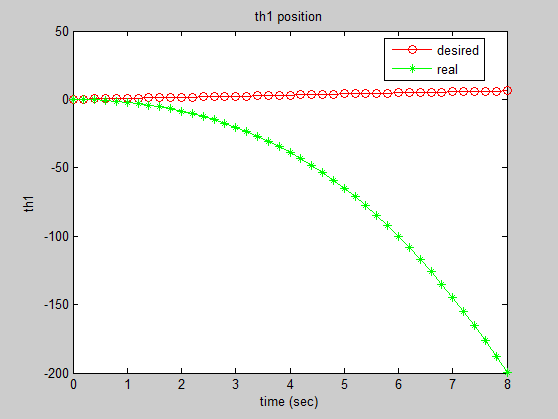 th1 position
desired
real
50
0
-50
-100
-150
-200
th1
0 1 2 3 4 5 6 7 8
time (sec)